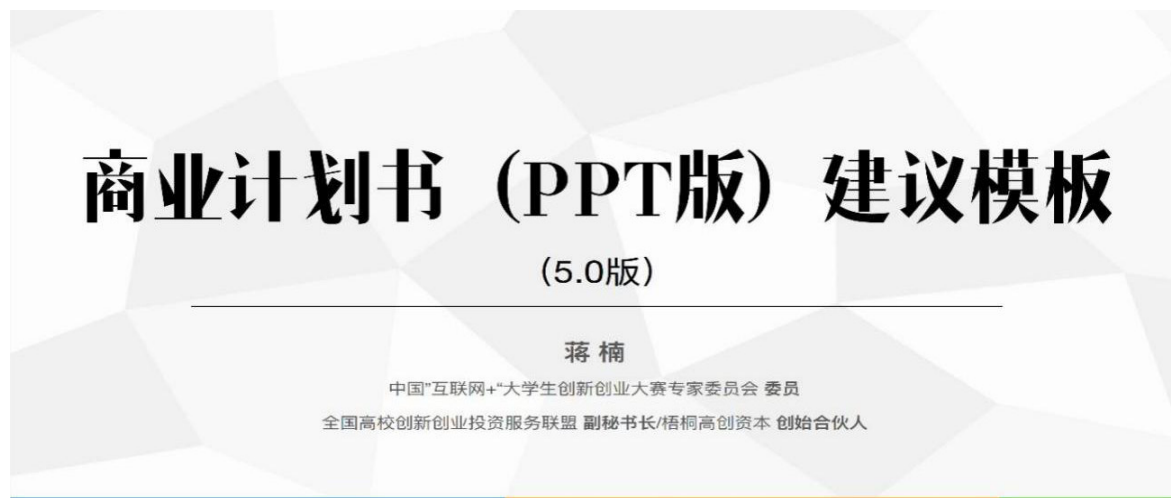 商业计划书（PPT版）建议模板
（5.0版）
蒋 楠
中国”互联网+“大学生创新创业大赛专家委员会 委员
全国高校创新创业投资服务联盟 副秘书长/梧桐高创资本 创始合伙人